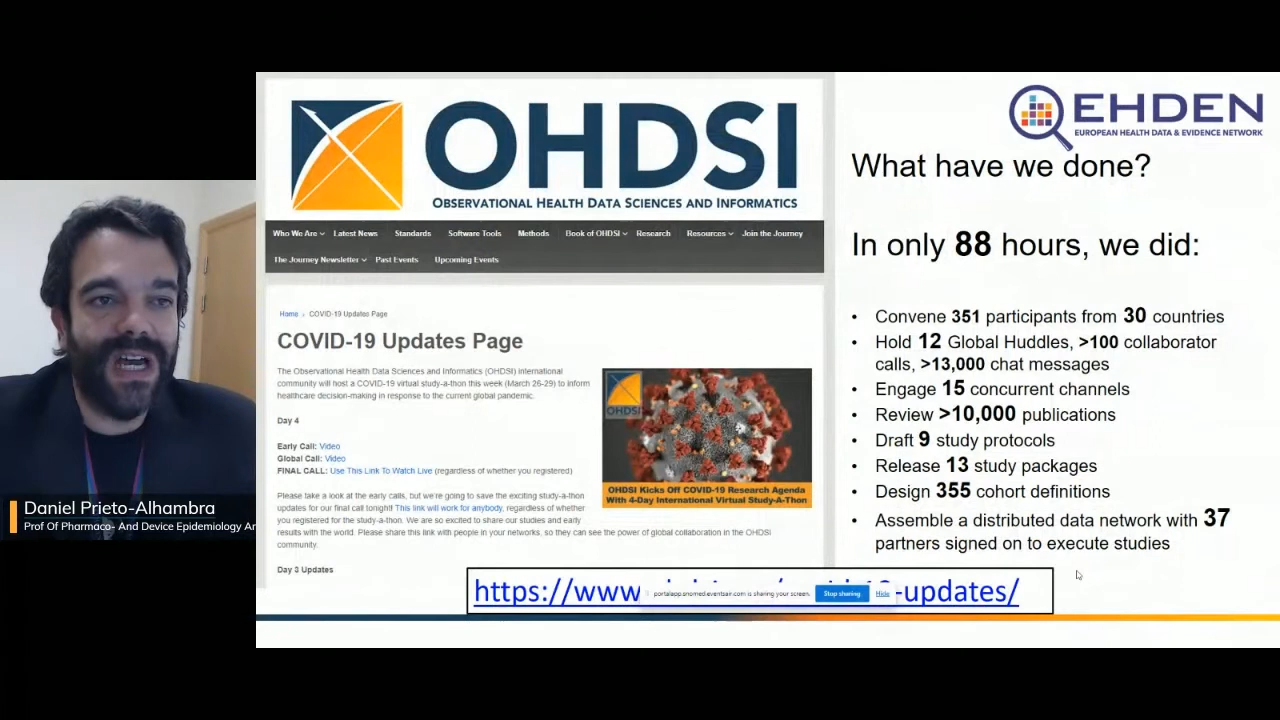 OHDSI
OBSERVATIONAL HEALTH DATA SCIENCES AND INFORMATICS
Who We Are Latest News Standards Software Tools Methods Book of OHDSI Research Resources Join the Journey
The Journey Newsletter Past Events Upcoming Events
Home › COVID-19 Updates Page
COVID-19 Updates Page
The Observational Health Data Sciences and Informatics (OHDSI) international
community will host a COVID-19 virtual study-a-thon this week (March 26-29) to inform
healthcare decision-making in response to the current global pandemic.
Day 4
Early Call: Video
Global Call: Video
FINAL CALL: Use This Link To Watch Live (regardless of whether you registered)
Please take a look at the early calls, but we're going to save the exciting study-a-thon
updates for our final call tonight! This link will work for anybody, regardless of whether
you registered for the study-a-thon. We are so excited to share our studies and early
results with the world. Please share this link with people in your networks, so they can see the power of global collaboration in the OHDSI
community.
Day 3 Updates
OHDSI
OHDSI Kicks Off COVID-19 Research Agenda
With 4-Day International Virtual Study-A-Thon
EHDEN
EUROPEAN HEALTH DATA & EVIDENCE NETWORK
What have we done?
In only 88 hours, we did:
• Convene 351 participants from 30 countries
• Hold 12 Global Huddles, >100 collaborator
calls, >13,000 chat messages
• Engage 15 concurrent channels
• Review >10,000 publications
• Draft 9 study protocols
• Release 13 study packages
• Design 355 cohort definitions
• Assemble a distributed data network with 37
partners signed on to execute studies
https://www -updates/
portalapp.snomed.eventsair.com is sharing your screen. Stop sharing Hide
Daniel Prieto-Alhambra
Prof Of Pharmaco- And Device Epidemiology Ar